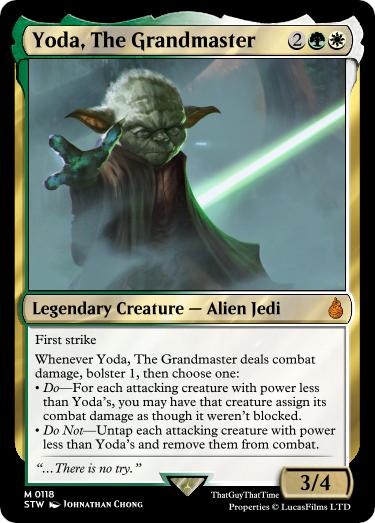 Yoda, The Grandmaster 2
Legendary Creature — Alien Jedi
First strike
Whenever Yoda, The Grandmaster deals combat
damage, bolster 1, then choose one:
• Do—For each attacking creature with power less
than Yoda’s, you may have that creature assign its
combat damage as though it weren’t blocked.
• Do Not—Untap each attacking creature with power
less than Yoda’s and remove them from combat.
“…There is no try.”
3/4
M 0118
STW Johnathan Chong
ThatGuyThatTime
Properties © LucasFilms LTD